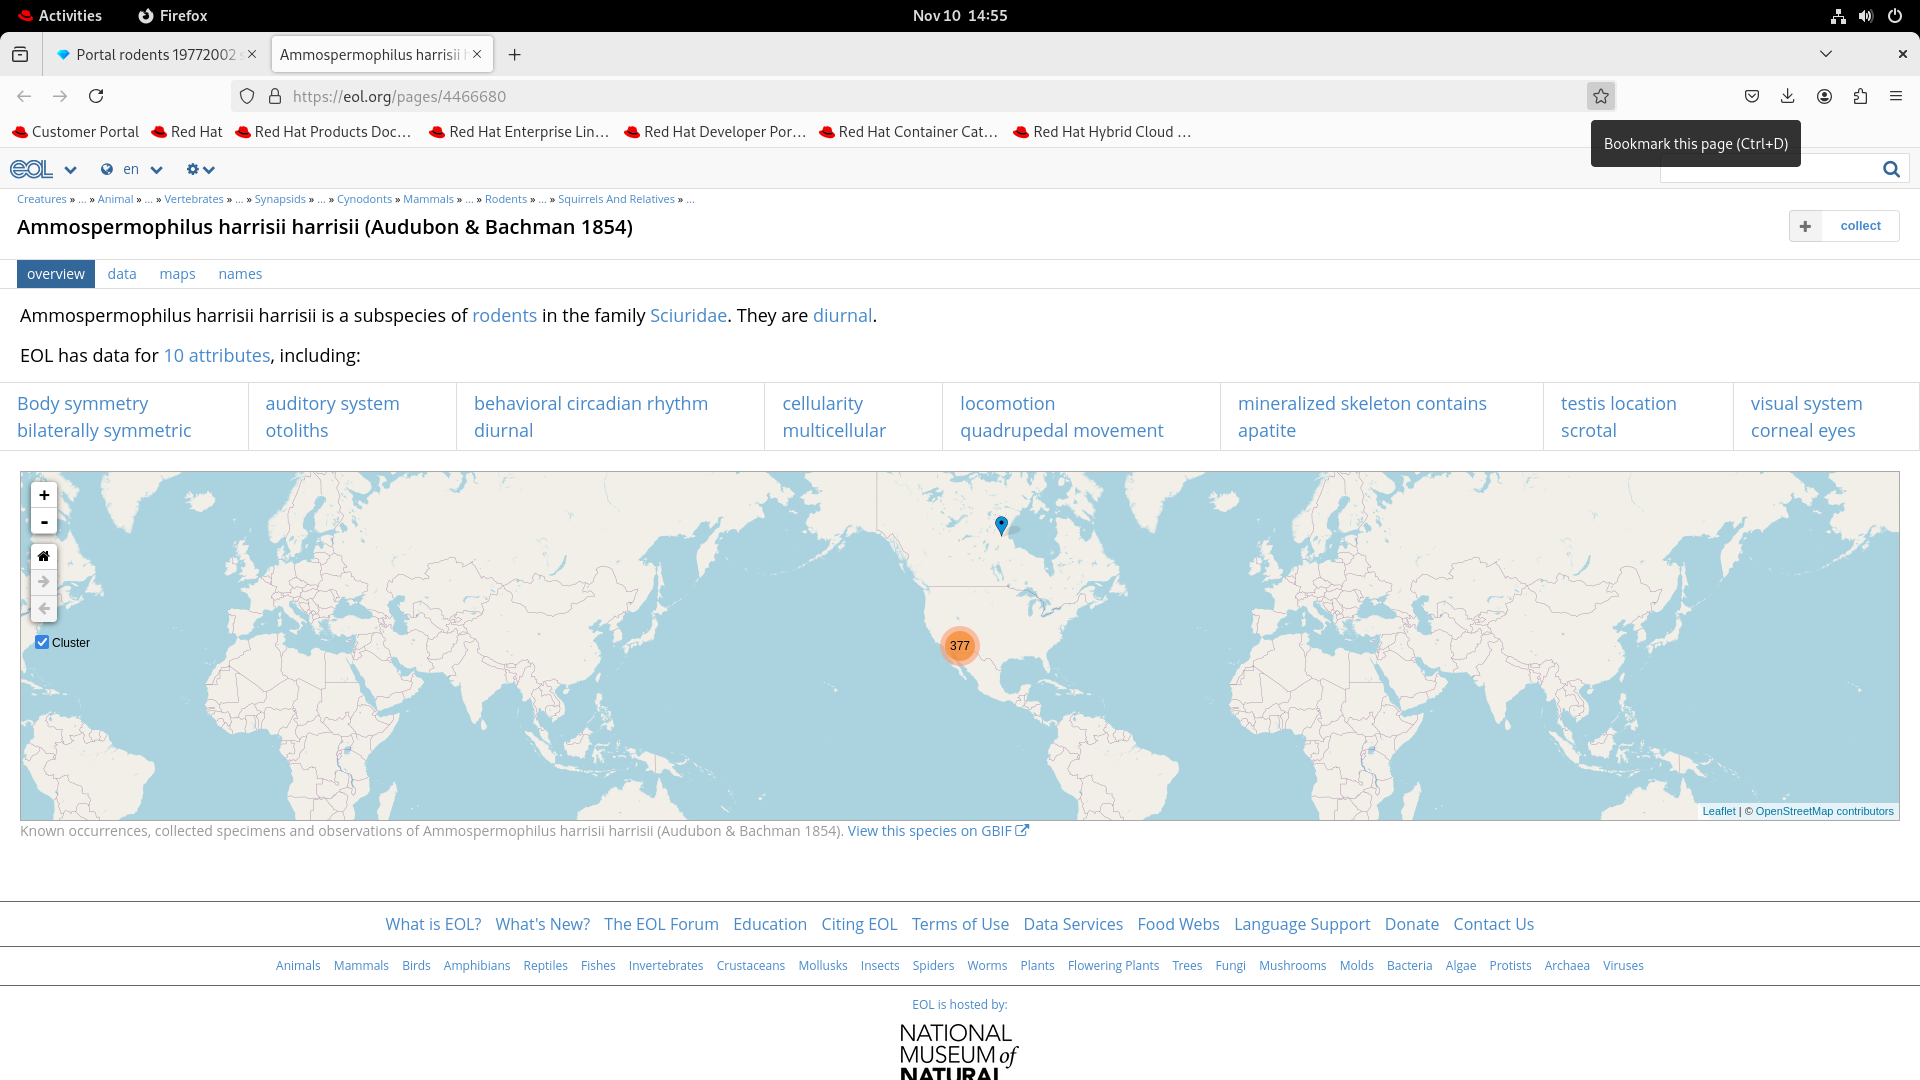 Activities Firefox Nov 10 14:55
Portal rodents 19772002 Ammospermophilus harrisii
https://eol.org/pages/4466680
Customer Portal Red Hat Red Hat Products Doc… Red Hat Enterprise Lin… Red Hat Developer Por… Red Hat Container Cat… Red Hat Hybrid Cloud …
Bookmark this page (Ctrl+D)
eol en
Creatures » ... » Animal » ... » Vertebrates » ... » Synapsids » ... » Cynodonts » Mammals » ... » Rodents » ... » Squirrels And Relatives » ...
Ammospermophilus harrisii harrisii (Audubon & Bachman 1854)
+ collect
overview data maps names
Ammospermophilus harrisii harrisii is a subspecies of rodents in the family Sciuridae. They are diurnal.
EOL has data for 10 attributes, including:
Body symmetry auditory system behavioral circadian rhythm cellularity locomotion mineralized skeleton contains testis location visual system
bilaterally symmetric otoliths diurnal multicellular quadrupedal movement apatite scrotal corneal eyes
+
-
Cluster
377
Leaflet | © OpenStreetMap contributors
Known occurrences, collected specimens and observations of Ammospermophilus harrisii harrisii (Audubon & Bachman 1854). View this species on GBIF
What is EOL? What's New? The EOL Forum Education Citing EOL Terms of Use Data Services Food Webs Language Support Donate Contact Us
Animals Mammals Birds Amphibians Reptiles Fishes Invertebrates Crustaceans Mollusks Insects Spiders Worms Plants Flowering Plants Trees Fungi Mushrooms Molds Bacteria Algae Protists Archaea Viruses
EOL is hosted by:
NATIONAL
MUSEUM of
NATURAL